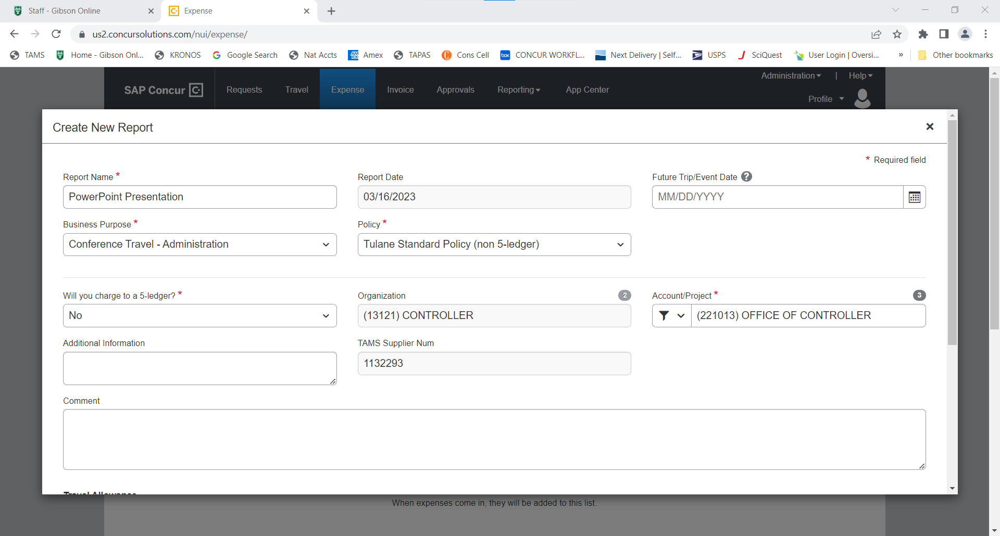 Staff - Gibson Online
Expense
us2.concursolutions.com/nui/expense/
TAMS
Home - Gibson Onl...
KRONOS
Google Search
Nat Accts
Amex
TAPAS
Cons Cell
CONCUR WORKFL...
Next Delivery | Self...
USPS
SciQuest
User Login | Oversi...
»
Other bookmarks
Administration
|
Help
SAP Concur
Requests
Travel
Expense
Invoice
Approvals
Reporting
App Center
Profile
Create New Report
* Required field
Report Name *
Report Date
Future Trip/Event Date ?
PowerPoint Presentation
03/16/2023
MM/DD/YYYY
Business Purpose *
Policy *
Conference Travel - Administration
Tulane Standard Policy (non 5-ledger)
Will you charge to a 5-ledger? *
Organization
2
Account/Project *
3
No
(13121) CONTROLLER
(221013) OFFICE OF CONTROLLER
Additional Information
TAMS Supplier Num
1132293
Comment
Travel Allowance
When expenses come in, they will be added to this list.